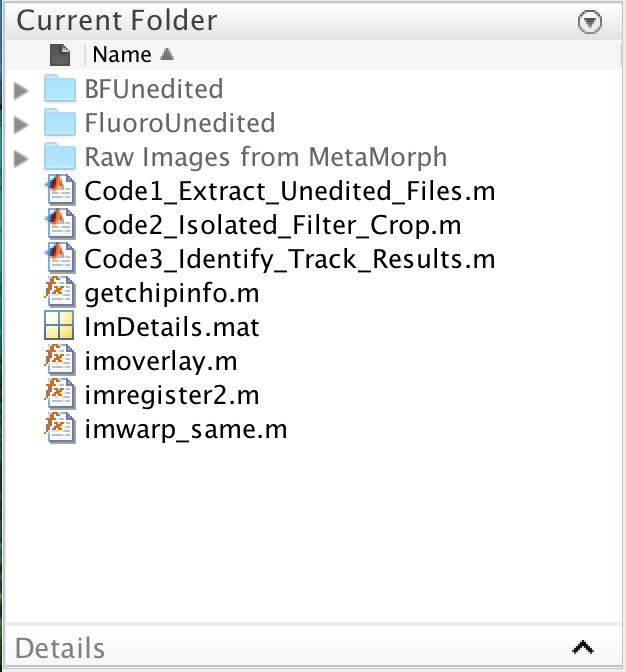 Current Folder
Name
BFUnedited
FluoroUnedited
Raw Images from MetaMorph
Code1_Extract_Unedited_Files.m
Code2_Isolated_Filter_Crop.m
Code3_Identify_Track_Results.m
getchipinfo.m
ImDetails.mat
imoverlay.m
imregister2.m
imwarp_same.m
Details